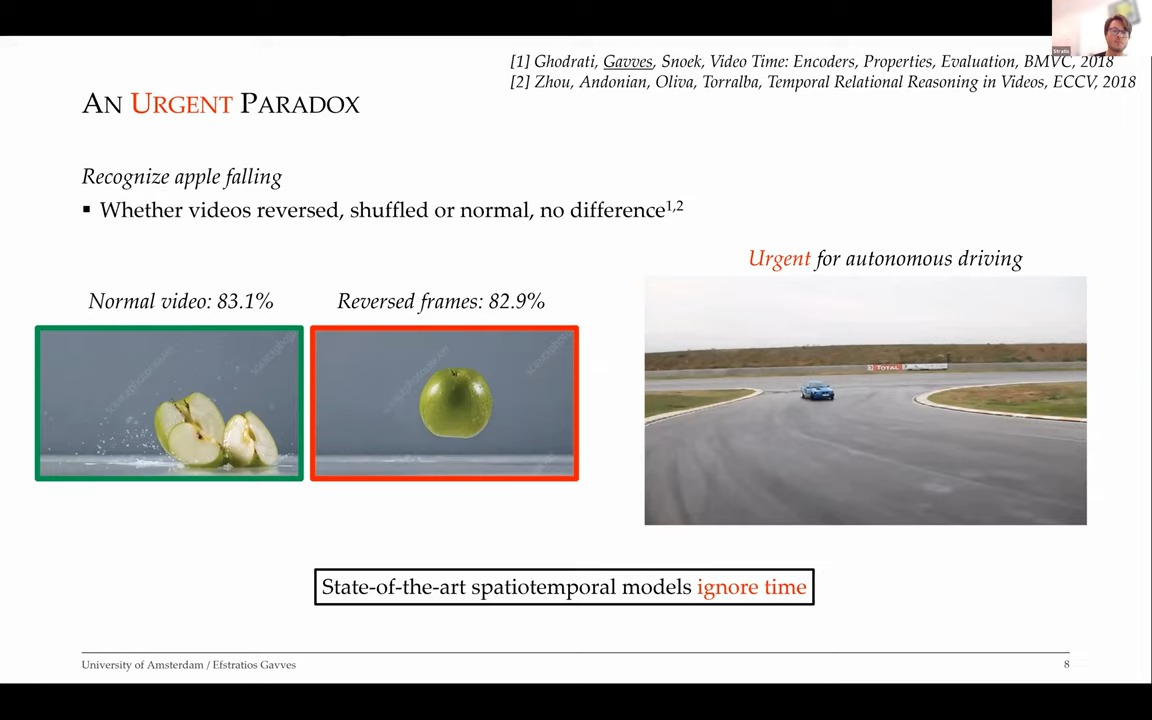 [1] Ghodrati, Gavves, Snoek, Video Time: Encoders, Properties, Evaluation, BMVC, 2018
[2] Zhou, Andonian, Oliva, Torralba, Temporal Relational Reasoning in Videos, ECCV, 2018
Stratis
AN URGENT PARADOX
Recognize apple falling
▪ Whether videos reversed, shuffled or normal, no difference1,2
Urgent for autonomous driving
Normal video: 83.1%
Reversed frames: 82.9%
TOTAL
State-of-the-art spatiotemporal models ignore time
University of Amsterdam / Efstratios Gavves
8